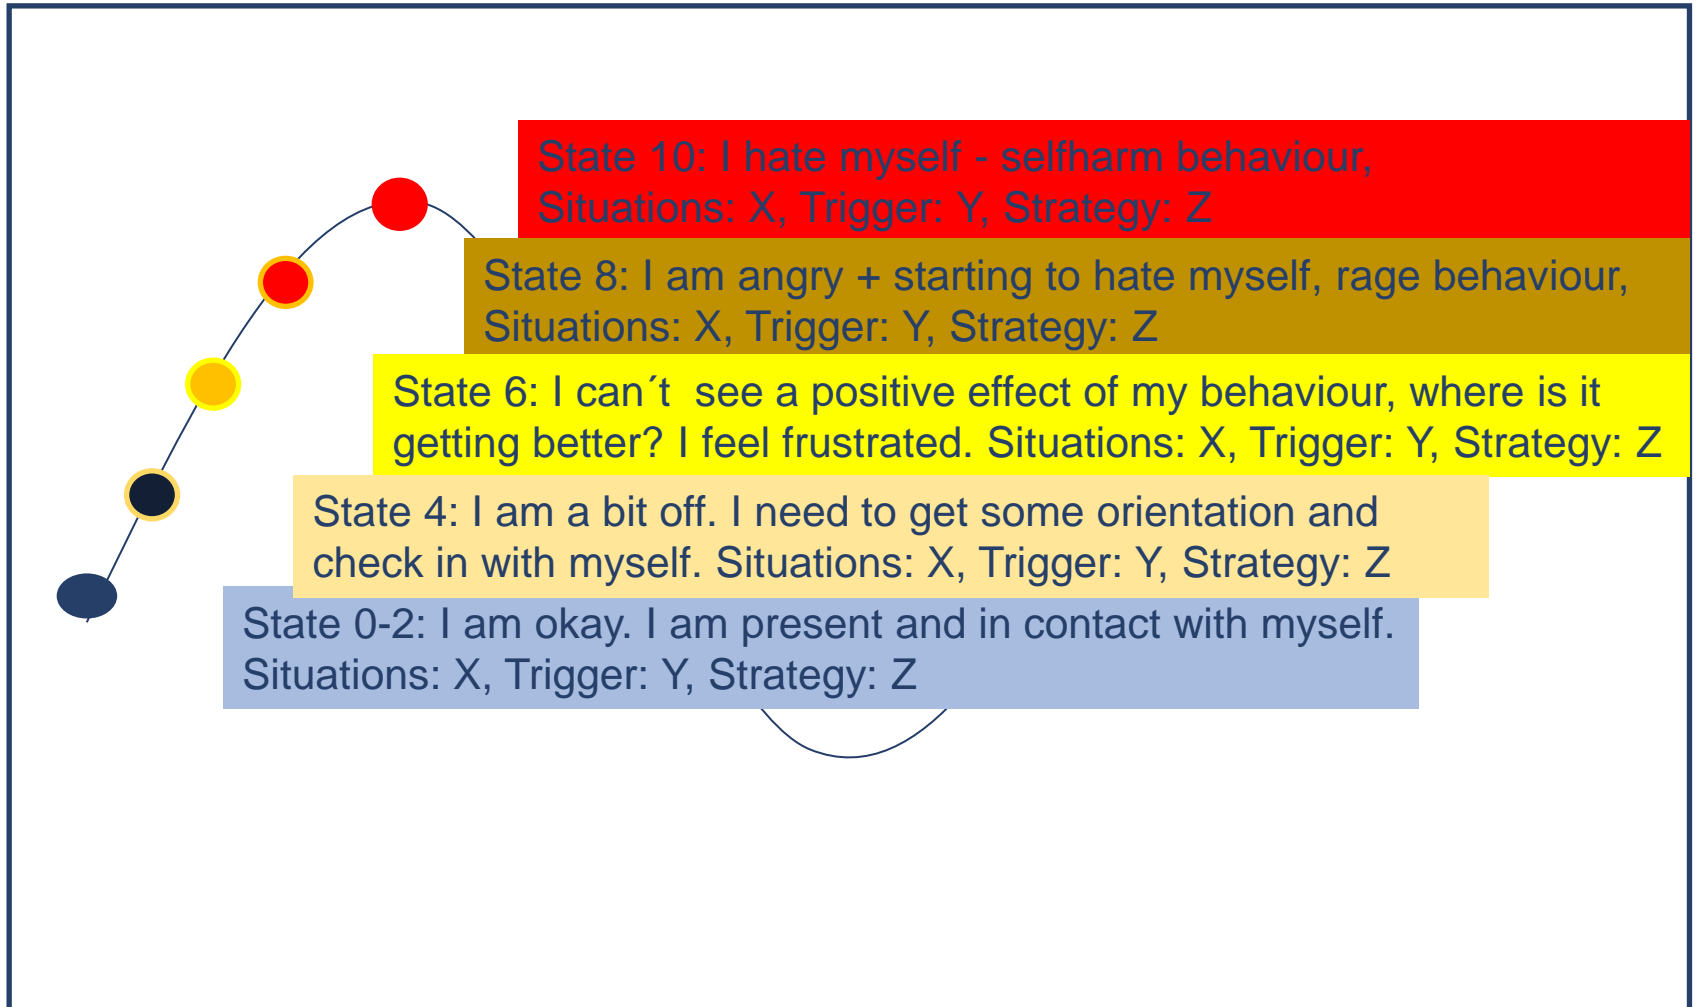 State 10: I hate myself - selfharm behaviour,
Situations: X, Trigger: Y, Strategy: Z
State 8: I am angry + starting to hate myself, rage behaviour,
Situations: X, Trigger: Y, Strategy: Z
State 6: I can´t  see a positive effect of my behaviour, where is it
getting better? I feel frustrated. Situations: X, Trigger: Y, Strategy: Z
State 4: I am a bit off. I need to get some orientation and
check in with myself. Situations: X, Trigger: Y, Strategy: Z
State 0-2: I am okay. I am present and in contact with myself.
Situations: X, Trigger: Y, Strategy: Z